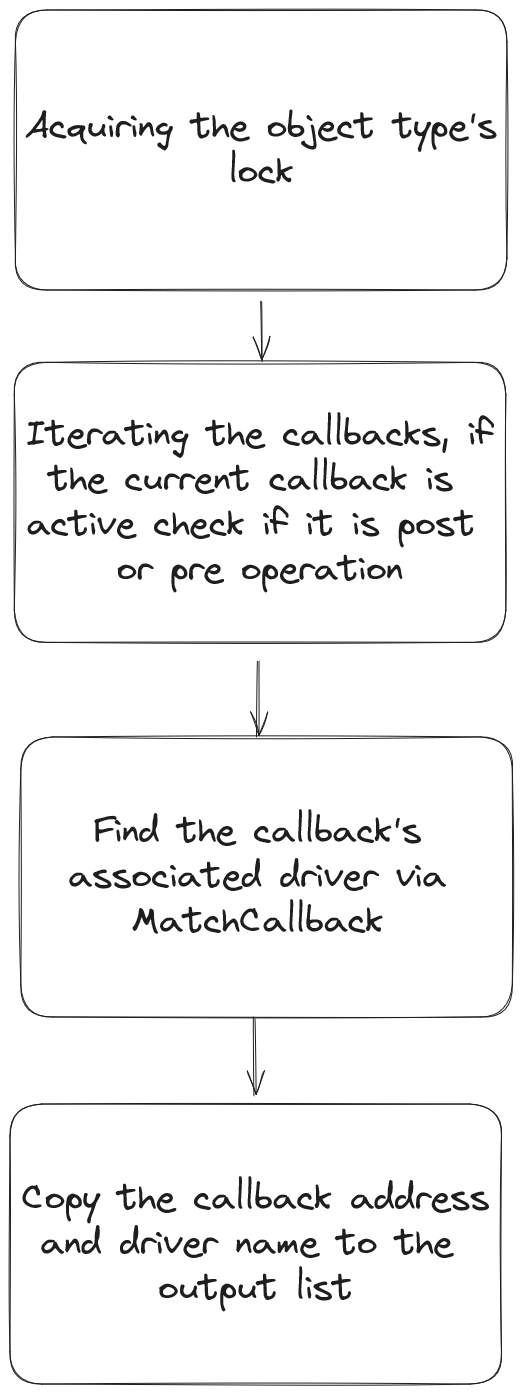 Acquiring the object type's
lock
Iterating the callbacks, if
the current callback is
active check if it is post
or pre operation
Find the callback's
associated driver via
MatchCallback
Copy the callback address
and driver name to the
output list